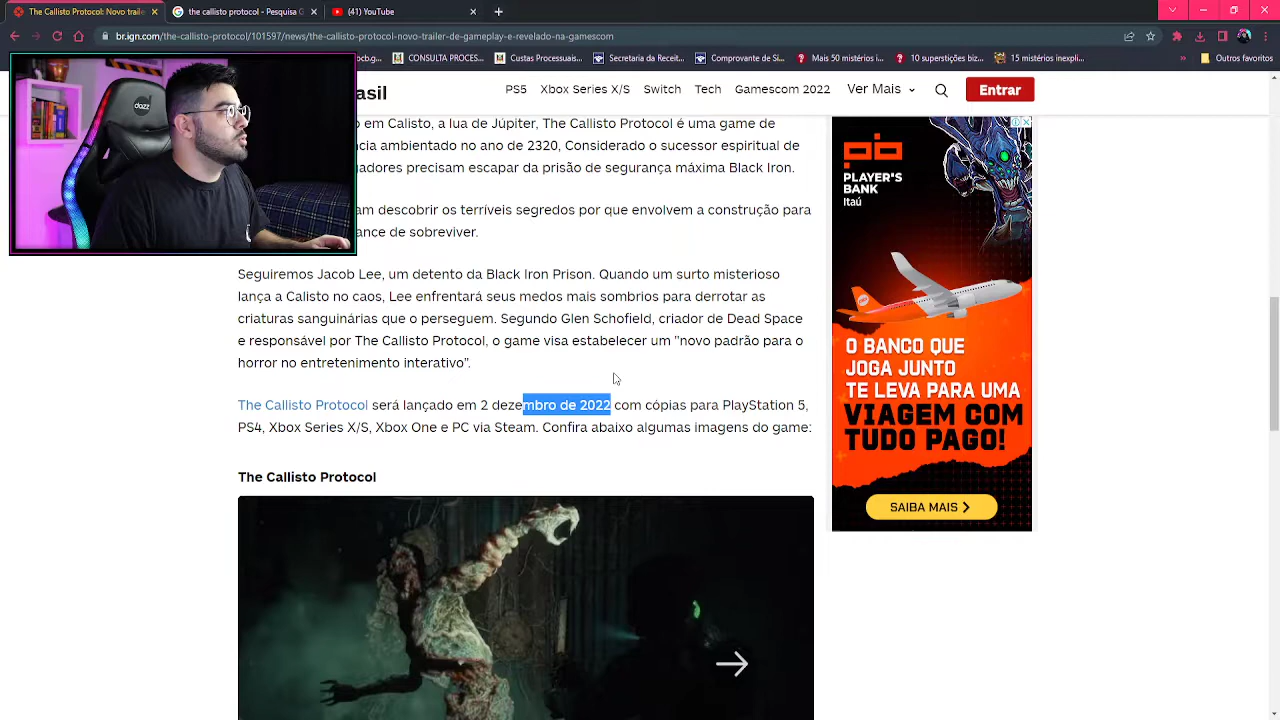 The Callisto Protocol: Novo traile
the callisto protocol - Pesquisa G
(41) YouTube
br.ign.com/the-callisto-protocol/101597/news/the-callisto-protocol-novo-trailer-de-gameplay-e-revelado-na-gamescom
ocb.g...
CONSULTA PROCES...
Custas Processuais...
Secretaria da Receit...
Comprovante de Si...
Mais 50 mistérios i...
10 superstições biz...
15 mistérios inexpli...
»
Outros favoritos
asil
PS5
Xbox Series X/S
Switch
Tech
Gamescom 2022
Ver Mais
Entrar
o em Calisto, a lua de Júpiter, The Callisto Protocol é uma game de
ncia ambientado no ano de 2320, Considerado o sucessor espiritual de
adores precisam escapar da prisão de segurança máxima Black Iron.
am descobrir os terríveis segredos por que envolvem a construção para
ance de sobreviver.
Seguiremos Jacob Lee, um detento da Black Iron Prison. Quando um surto misterioso
lança a Calisto no caos, Lee enfrentará seus medos mais sombrios para derrotar as
criaturas sanguinárias que o perseguem. Segundo Glen Schofield, criador de Dead Space
e responsável por The Callisto Protocol, o game visa estabelecer um "novo padrão para o
horror no entretenimento interativo”.
The Callisto Protocol será lançado em 2 dezembro de 2022 com cópias para PlayStation 5,
PS4, Xbox Series X/S, Xbox One e PC via Steam. Confira abaixo algumas imagens do game:
The Callisto Protocol
PLAYER'S
BANK
Itaú
O BANCO QUE
JOGA JUNTO
TE LEVA PARA UMA
VIAGEM COM
TUDO PAGO!
SAIBA MAIS
dazz